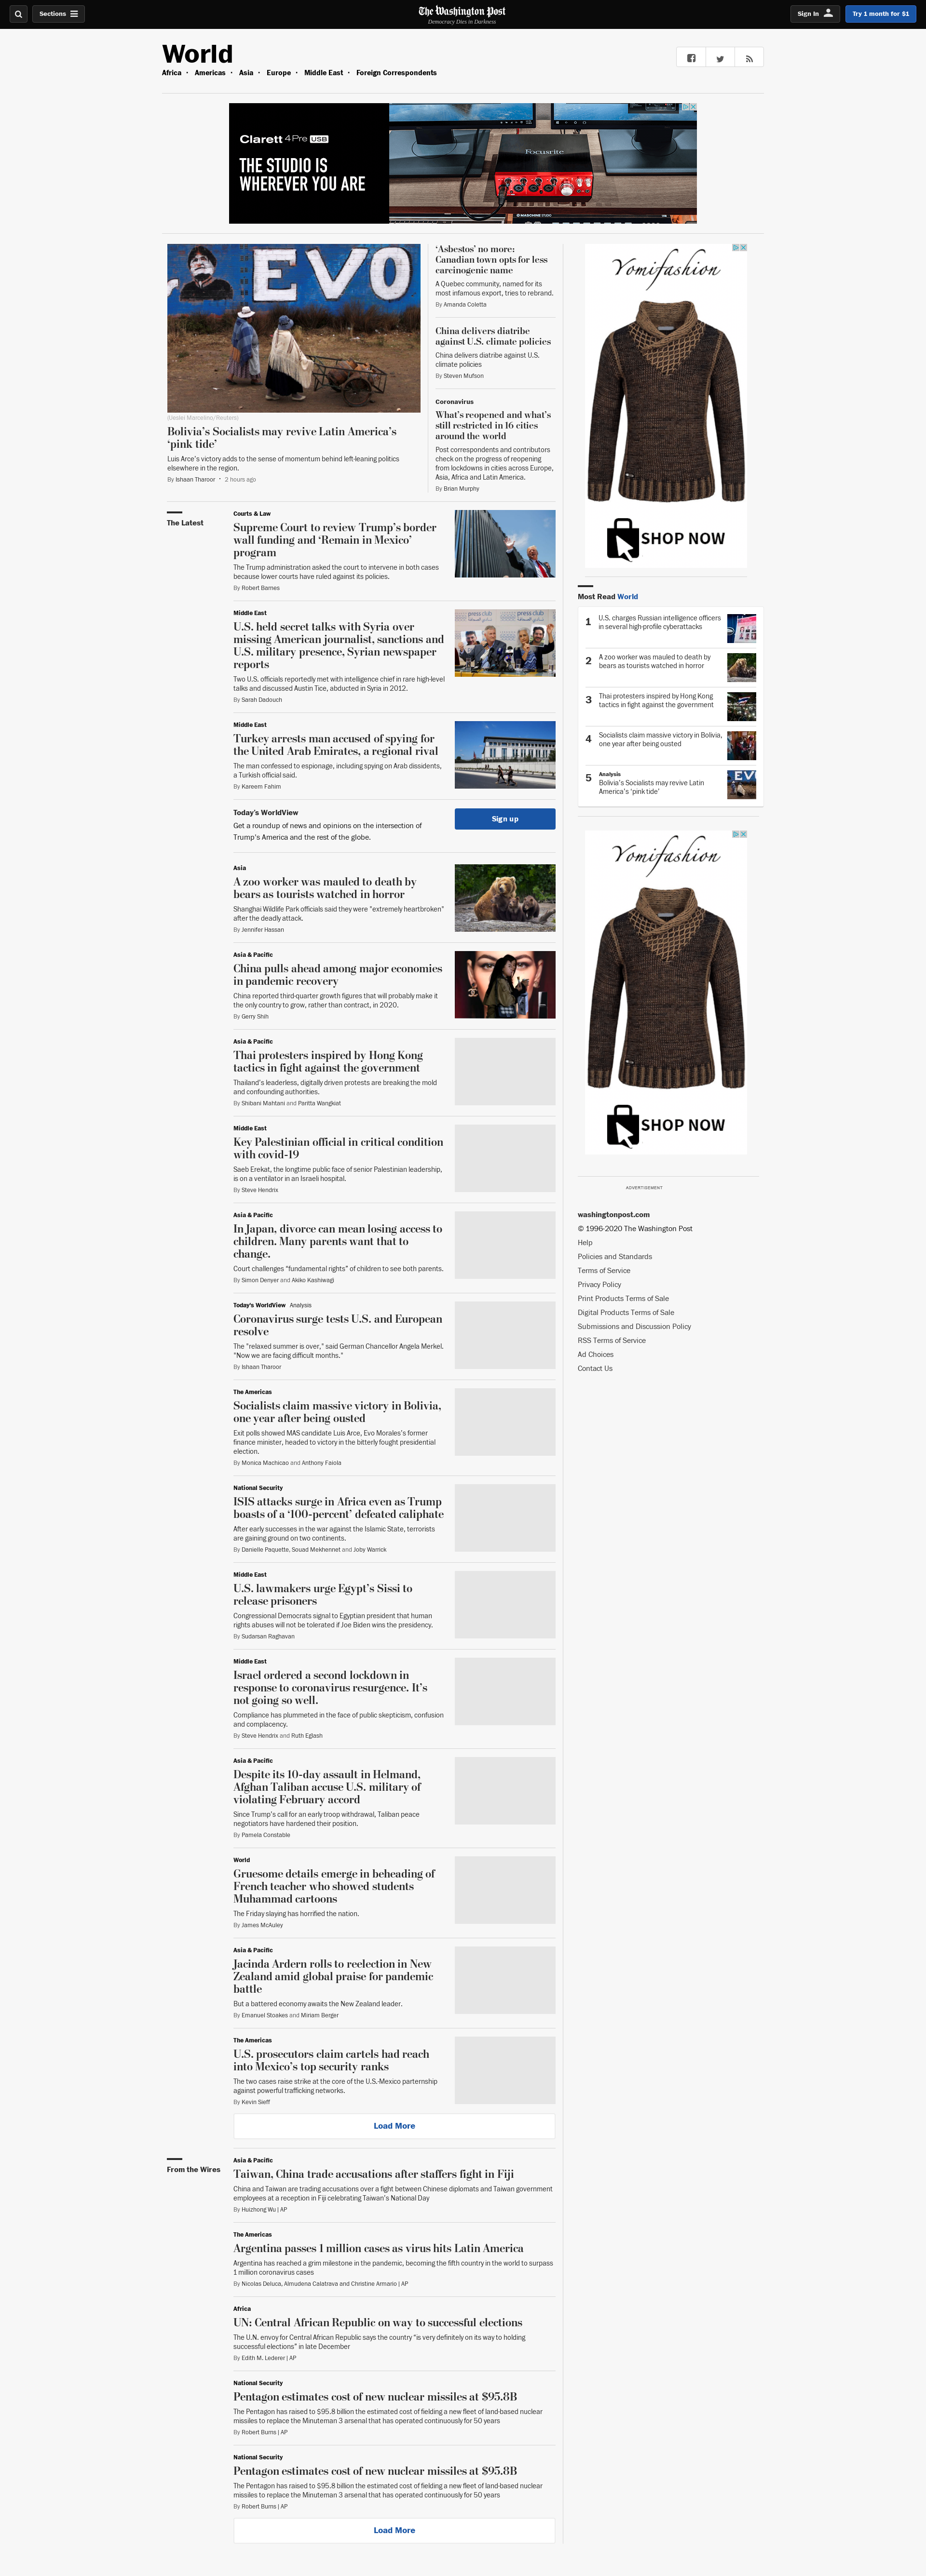 Sections
The Washington Post
Democracy Dies in Darkness
Sign In
Try 1 month for $1
World
Africa • Americas • Asia • Europe • Middle East • Foreign Correspondents
Clarett 4Pre USB
THE STUDIO IS
WHEREVER YOU ARE
Focusrite
EVO
Bolivia's Socialists may revive Latin America's
'pink tide'
Luis Arce's victory adds to the sense of momentum behind left-leaning politics
elsewhere in the region.
By Ishaan Tharoor • 2 hours ago
'Asbestos' no more:
Canadian town opts for less
carcinogenic name
A Quebec community, named for its
most infamous export, tries to rebrand.
By Amanda Coletta
China delivers diatribe
against U.S. climate policies
China delivers diatribe against U.S.
climate policies
By Steven Mufson
Coronavirus
What's reopened and what's
still restricted in 16 cities
around the world
Post correspondents and contributors
check on the progress of reopening
from lockdowns in cities across Europe,
Asia, Africa and Latin America.
By Brian Murphy
The Latest
Courts & Law
Supreme Court to review Trump's border
wall funding and 'Remain in Mexico'
program
The Trump administration asked the court to intervene in both cases
because lower courts have ruled against its policies.
By Robert Barnes
Middle East
U.S. held secret talks with Syria over
missing American journalist, sanctions and
U.S. military presence, Syrian newspaper
reports
Two U.S. officials reportedly met with intelligence chief in rare high-level
talks and discussed Austin Tice, abducted in Syria in 2012.
By Sarah Dadouch
Middle East
Turkey arrests man accused of spying for
the United Arab Emirates, a regional rival
The man confessed to espionage, including spying on Arab dissidents,
a Turkish official said.
By Kareem Fahim
Today's WorldView
Get a roundup of news and opinions on the intersection of
Trump's America and the rest of the globe.
Sign up
Asia
A zoo worker was mauled to death by
bears as tourists watched in horror
Shanghai Wildlife Park officials said they were "extremely heartbroken"
after the deadly attack.
By Jennifer Hassan
Asia & Pacific
China pulls ahead among major economies
in pandemic recovery
China reported third-quarter growth figures that will probably make it
the only country to grow, rather than contract, in 2020.
By Gerry Shih
Asia & Pacific
Thai protesters inspired by Hong Kong
tactics in fight against the government
Thailand's leaderless, digitally driven protests are breaking the mold
and confounding authorities.
By Shibani Mahtani and Paritta Wangkiat
Middle East
Key Palestinian official in critical condition
with covid-19
Saeb Erekat, the longtime public face of senior Palestinian leadership,
is on a ventilator in an Israeli hospital.
By Steve Hendrix
Asia & Pacific
In Japan, divorce can mean losing access to
children. Many parents want that to
change.
Court challenges "fundamental rights" of children to see both parents.
By Simon Denyer and Akiko Kashiwagi
Today's WorldView Analysis
Coronavirus surge tests U.S. and European
resolve
The "relaxed summer is over," said German Chancellor Angela Merkel.
"Now we are facing difficult months."
By Ishaan Tharoor
The Americas
Socialists claim massive victory in Bolivia,
one year after being ousted
Exit polls showed MAS candidate Luis Arce, Evo Morales's former
finance minister, headed to victory in the bitterly fought presidential
election.
By Monica Machicao and Anthony Faiola
National Security
ISIS attacks surge in Africa even as Trump
boasts of a '100-percent' defeated caliphate
After early successes in the war against the Islamic State, terrorists
are gaining ground on two continents.
By Danielle Paquette, Souad Mekhennet and Joby Warrick
Middle East
U.S. lawmakers urge Egypt's Sissi to
release prisoners
Congressional Democrats signal to Egyptian president that human
rights abuses will not be tolerated if Joe Biden wins the presidency.
By Sudarsan Raghavan
Middle East
Israel ordered a second lockdown in
response to coronavirus resurgence. It's
not going so well.
Compliance has plummeted in the face of public skepticism, confusion
and complacency.
By Steve Hendrix and Ruth Eglash
Asia & Pacific
Despite its 10-day assault in Helmand,
Afghan Taliban accuse U.S. military of
violating February accord
Since Trump's call for an early troop withdrawal, Taliban peace
negotiators have hardened their position.
By Pamela Constable
World
Gruesome details emerge in beheading of
French teacher who showed students
Muhammad cartoons
The Friday slaying has horrified the nation.
By James McAuley
Asia & Pacific
Jacinda Ardern rolls to reelection in New
Zealand amid global praise for pandemic
battle
But a battered economy awaits the New Zealand leader.
By Emanuel Stoakes and Miriam Berger
The Americas
U.S. prosecutors claim cartels had reach
into Mexico's top security ranks
The two cases raise strike at the core of the U.S.-Mexico parternship
against powerful trafficking networks.
By Kevin Sieff
Load More
From the Wires
Asia & Pacific
Taiwan, China trade accusations after staffers fight in Fiji
China and Taiwan are trading accusations over a fight between Chinese diplomats and Taiwan government
employees at a reception in Fiji celebrating Taiwan's National Day
By Huizhong Wu | AP
The Americas
Argentina passes 1 million cases as virus hits Latin America
Argentina has reached a grim milestone in the pandemic, becoming the fifth country in the world to surpass
1 million coronavirus cases
By Nicolas Deluca, Almudena Calatrava and Christine Armario | AP
Africa
UN: Central African Republic on way to successful elections
The U.N. envoy for Central African Republic says the country "is very definitely on its way to holding
successful elections" in late December
By Edith M. Lederer | AP
National Security
Pentagon estimates cost of new nuclear missiles at $95.8B
The Pentagon has raised to $95.8 billion the estimated cost of fielding a new fleet of land-based nuclear
missiles to replace the Minuteman 3 arsenal that has operated continuously for 50 years
By Robert Burns | AP
National Security
Pentagon estimates cost of new nuclear missiles at $95.8B
The Pentagon has raised to $95.8 billion the estimated cost of fielding a new fleet of land-based nuclear
missiles to replace the Minuteman 3 arsenal that has operated continuously for 50 years
By Robert Burns | AP
Load More
Yomifashion
SHOP NOW
Most Read World
1 U.S. charges Russian intelligence officers
in several high-profile cyberattacks
2 A zoo worker was mauled to death by
bears as tourists watched in horror
3 Thai protesters inspired by Hong Kong
tactics in fight against the government
4 Socialists claim massive victory in Bolivia,
one year after being ousted
5 Analysis
Bolivia's Socialists may revive Latin
America's 'pink tide'
Yomifashion
SHOP NOW
ADVERTISEMENT
washingtonpost.com
© 1996-2020 The Washington Post
Help
Policies and Standards
Terms of Service
Privacy Policy
Print Products Terms of Sale
Digital Products Terms of Sale
Submissions and Discussion Policy
RSS Terms of Service
Ad Choices
Contact Us